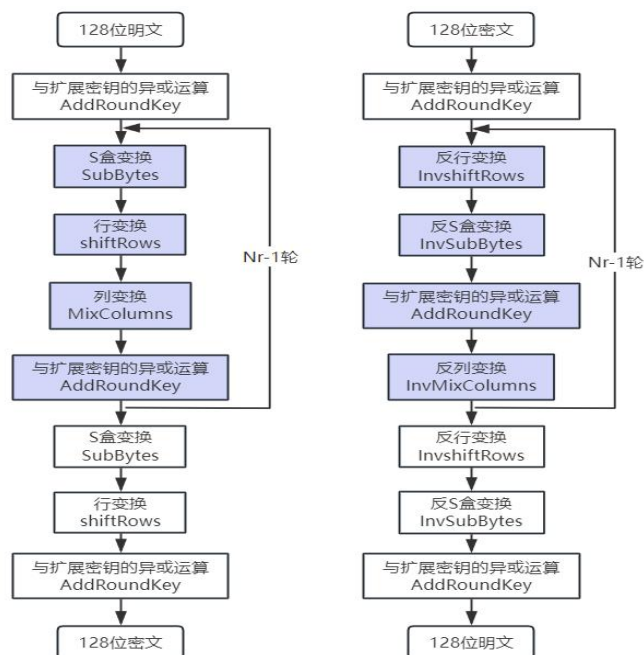 128位明文
与扩展密钥的异或运算
AddRoundKey
S盒变换
SubBytes
行变换
shiftRows
列变换
MixColumns
与扩展密钥的异或运算
AddRoundKey
Nr-1轮
S盒变换
SubBytes
行变换
shiftRows
与扩展密钥的异或运算
AddRoundKey
128位密文
128位密文
与扩展密钥的异或运算
AddRoundKey
反行变换
InvshiftRows
反S盒变换
InvSubBytes
与扩展密钥的异或运算
AddRoundKey
反列变换
InvMixColumns
Nr-1轮
反行变换
InvshiftRows
反S盒变换
InvSubBytes
与扩展密钥的异或运算
AddRoundKey
128位明文